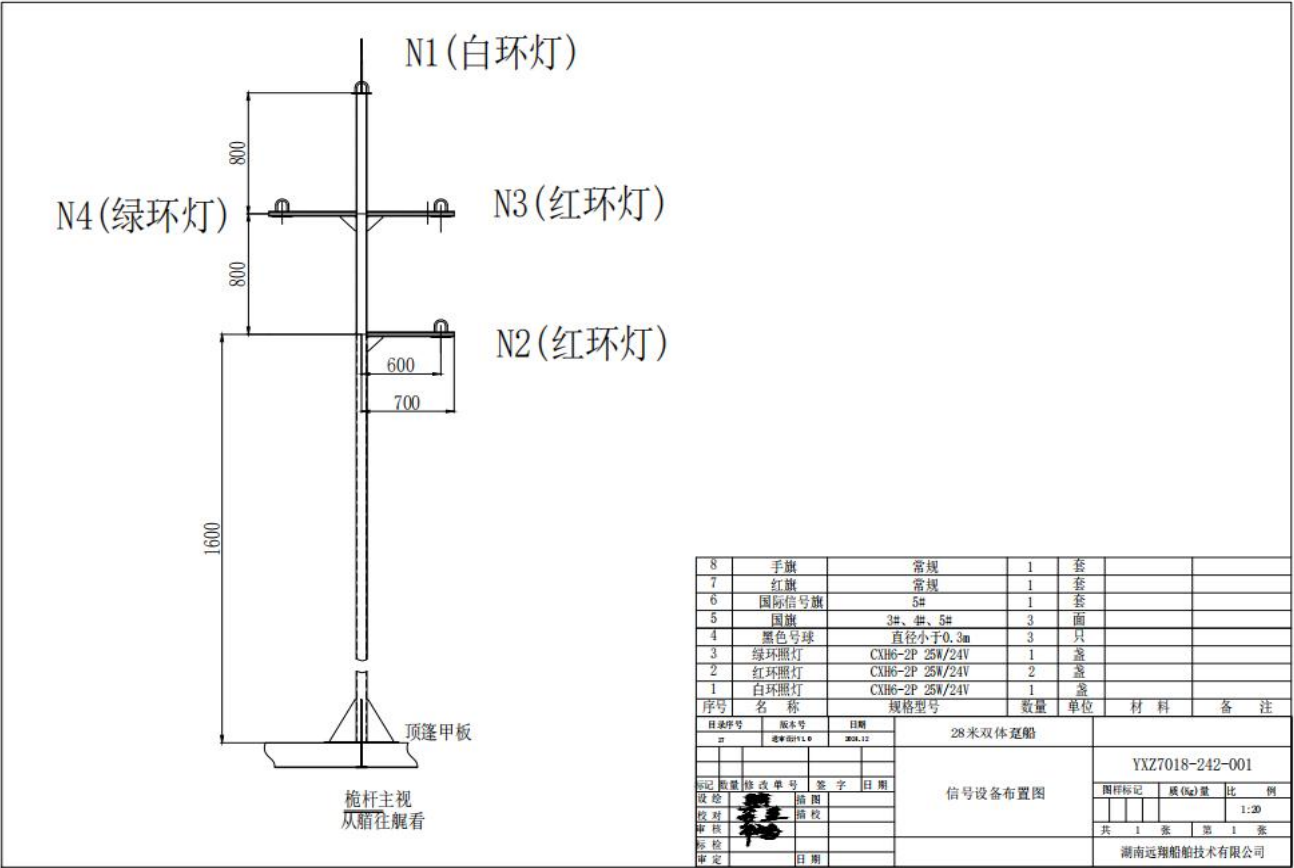 N1(白环灯)
800
N4(绿环灯)
N3(红环灯)
800
N2(红环灯)
600
700
1600
顶篷甲板
桅杆主视
从艏往艉看
8 手旗 常规 1 套
7 红旗 常规 1 套
6 国际信号旗 5# 1 套
5 国旗 3#、4#、5# 3 面
4 黑色号球 直径小于0.3m 3 只
3 绿环照灯 CXH6-2P 25W/24V 1 盏
2 红环照灯 CXH6-2P 25W/24V 2 盏
1 白环照灯 CXH6-2P 25W/24V 1 盏
序号 名 称 规格型号 数量 单位 材 料 备 注
目录序号 版本号 日期
27 送审设计V1.0 2024.12
28米双体趸船
YXZ7018-242-001
标记 数量 修改单号 签 字 日期
信号设备布置图
图样标记 质(Kg)量 比 例
1:20
设绘 描图
校对 描校
审核
共 1 张 第 1 张
标检
审定 日期
湖南远翔船舶技术有限公司